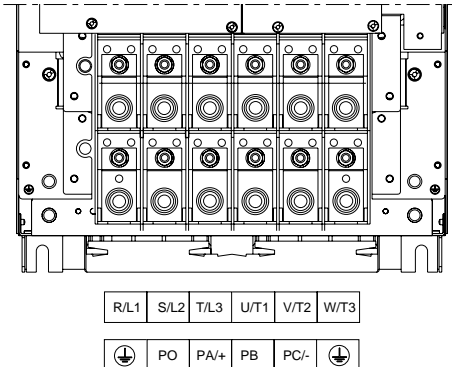 R/L1 S/L2 T/L3 U/T1 V/T2 W/T3
⏚ PO PA/+ PB PC/- ⏚